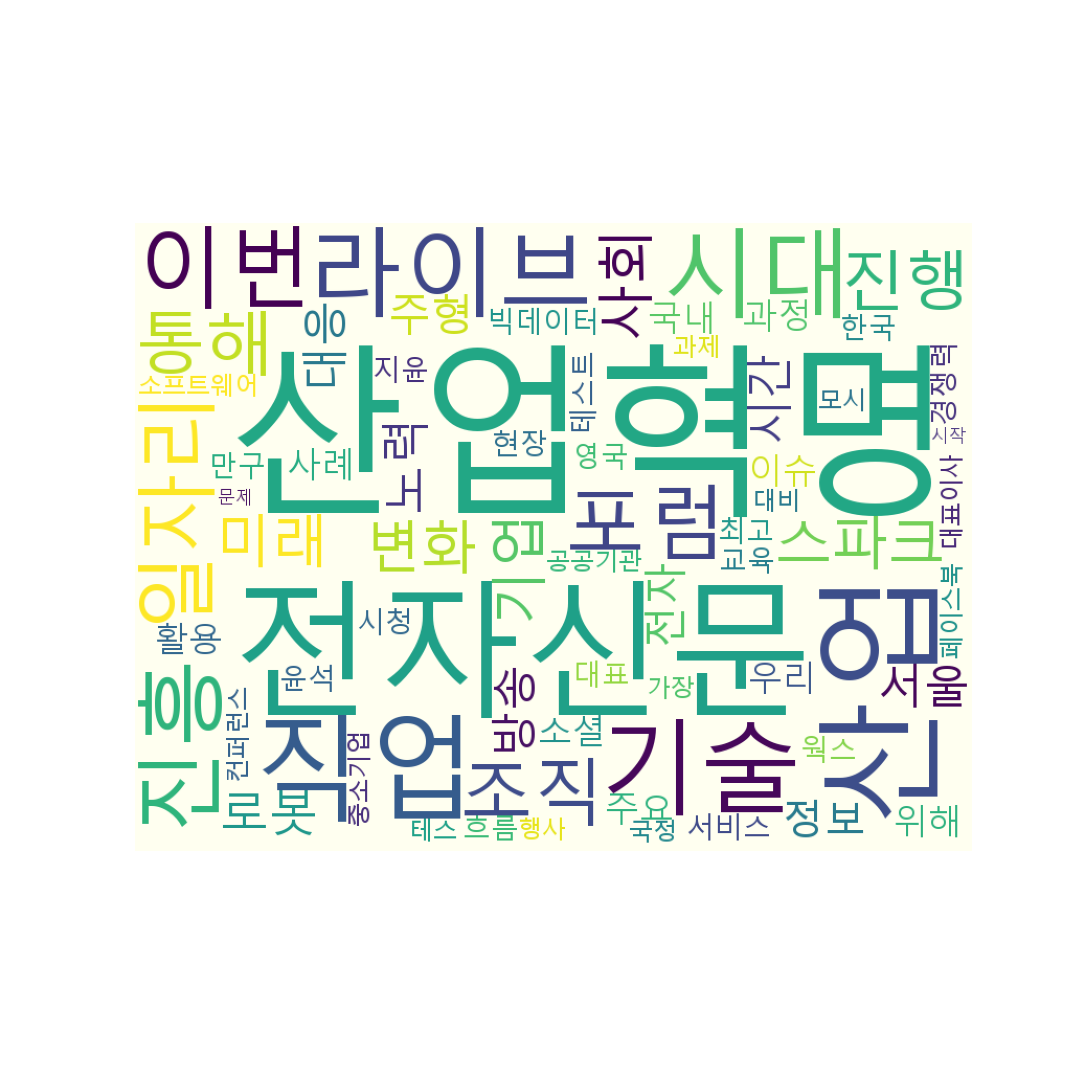 이번
라이브
사회
시대
진행
통해
대응
주형
빅데이터
국내
과정
한국
소프트웨어
지윤
산업혁명
과제
시간
모시
경쟁력
시작
일자리
만구
사례
문제
노력
현장
테스트
영국
이슈
대비
대표이사
미래
변화
기업
포럼
공공기관
최고
교육
스파크
페이스북
활용
시청
전자신문
전자
산업
윤석
대표
가장
우리
서울
진흥
컨퍼런스
직업
중소기업
방송
소셜
기술
웍스
로봇
조직
주요
정보
위해
테스
흐름
행사
국정
서비스